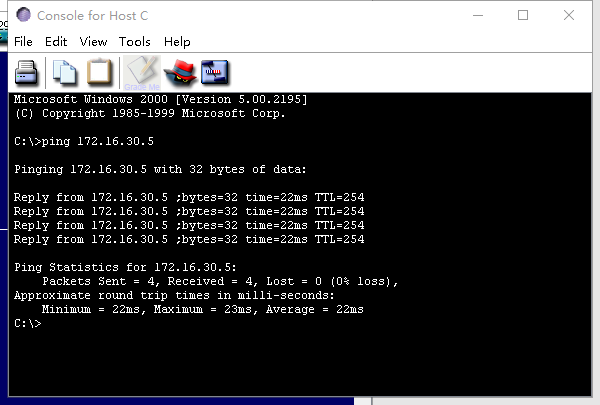 Console for Host C
File Edit View Tools Help
Grade Me
Microsoft Windows 2000 [Version 5.00.2195]
(C) Copyright 1985-1999 Microsoft Corp.
C:\>ping 172.16.30.5
Pinging 172.16.30.5 with 32 bytes of data:
Reply from 172.16.30.5 ;bytes=32 time=22ms TTL=254
Reply from 172.16.30.5 ;bytes=32 time=22ms TTL=254
Reply from 172.16.30.5 ;bytes=32 time=22ms TTL=254
Reply from 172.16.30.5 ;bytes=32 time=22ms TTL=254
Ping Statistics for 172.16.30.5:
Packets Sent = 4, Received = 4, Lost = 0 (0% loss),
Approximate round trip times in milli-seconds:
Minimum = 22ms, Maximum = 23ms, Average = 22ms
C:\>